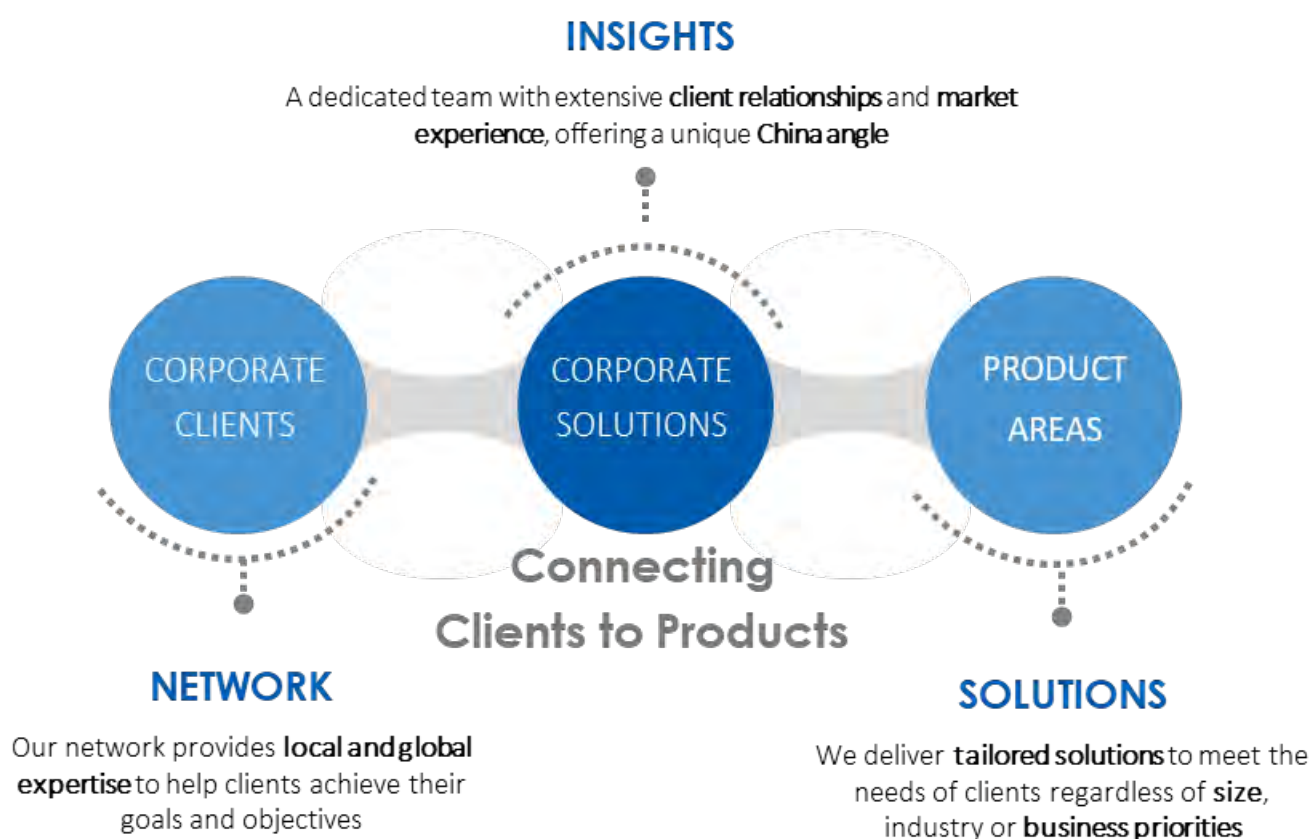 INSIGHTS
A dedicated team with extensive client relationships and market
experience, offering a unique China angle
CORPORATE
CLIENTS
CORPORATE
SOLUTIONS
PRODUCT
AREAS
Connecting
Clients to Products
NETWORK
Our network provides local and global
expertise to help clients achieve their
goals and objectives
SOLUTIONS
We deliver tailored solutions to meet the
needs of clients regardless of size,
industry or business priorities